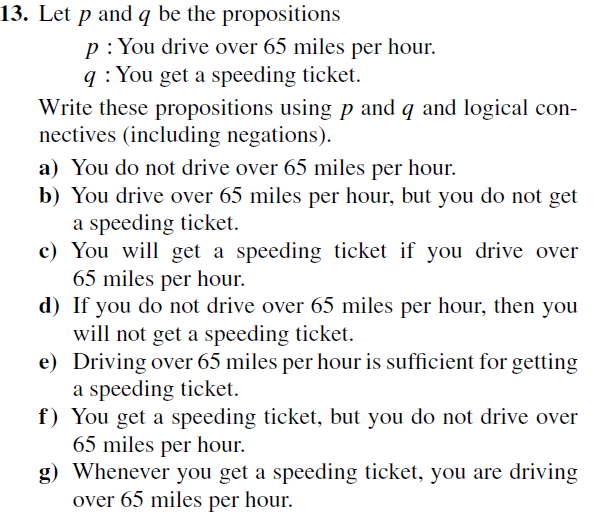 13. Let p and q be the propositions
p : You drive over 65 miles per hour.
q : You get a speeding ticket.
Write these propositions using p and q and logical con-
nectives (including negations).
a) You do not drive over 65 miles per hour.
b) You drive over 65 miles per hour, but you do not get
a speeding ticket.
c) You will get a speeding ticket if you drive over
65 miles per hour.
d) If you do not drive over 65 miles per hour, then you
will not get a speeding ticket.
e) Driving over 65 miles per hour is sufficient for getting
a speeding ticket.
f) You get a speeding ticket, but you do not drive over
65 miles per hour.
g) Whenever you get a speeding ticket, you are driving
over 65 miles per hour.